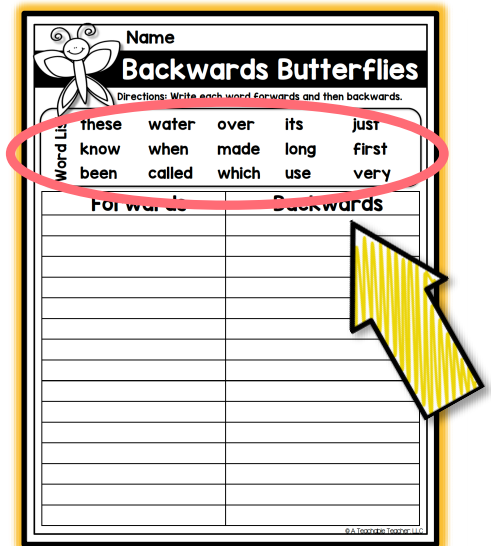 Name
Backwards Butterflies
Directions: Write each word forwards and then backwards.
Word List
these water over its just
know when made long first
been called which use very
Forwards Backwards
© A Teachable Teacher LLC